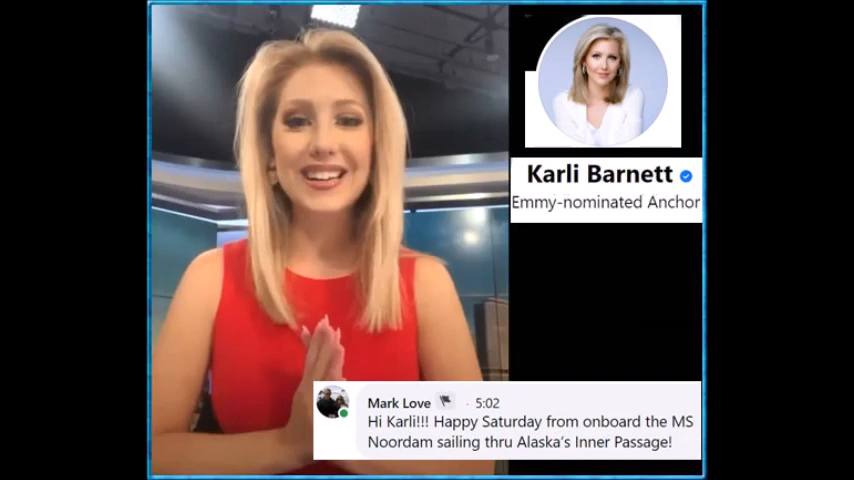 Karli Barnett
Emmy-nominated Anchor
Mark Love · 5:02
Hi Karli!!! Happy Saturday from onboard the MS
Noordam sailing thru Alaska's Inner Passage!